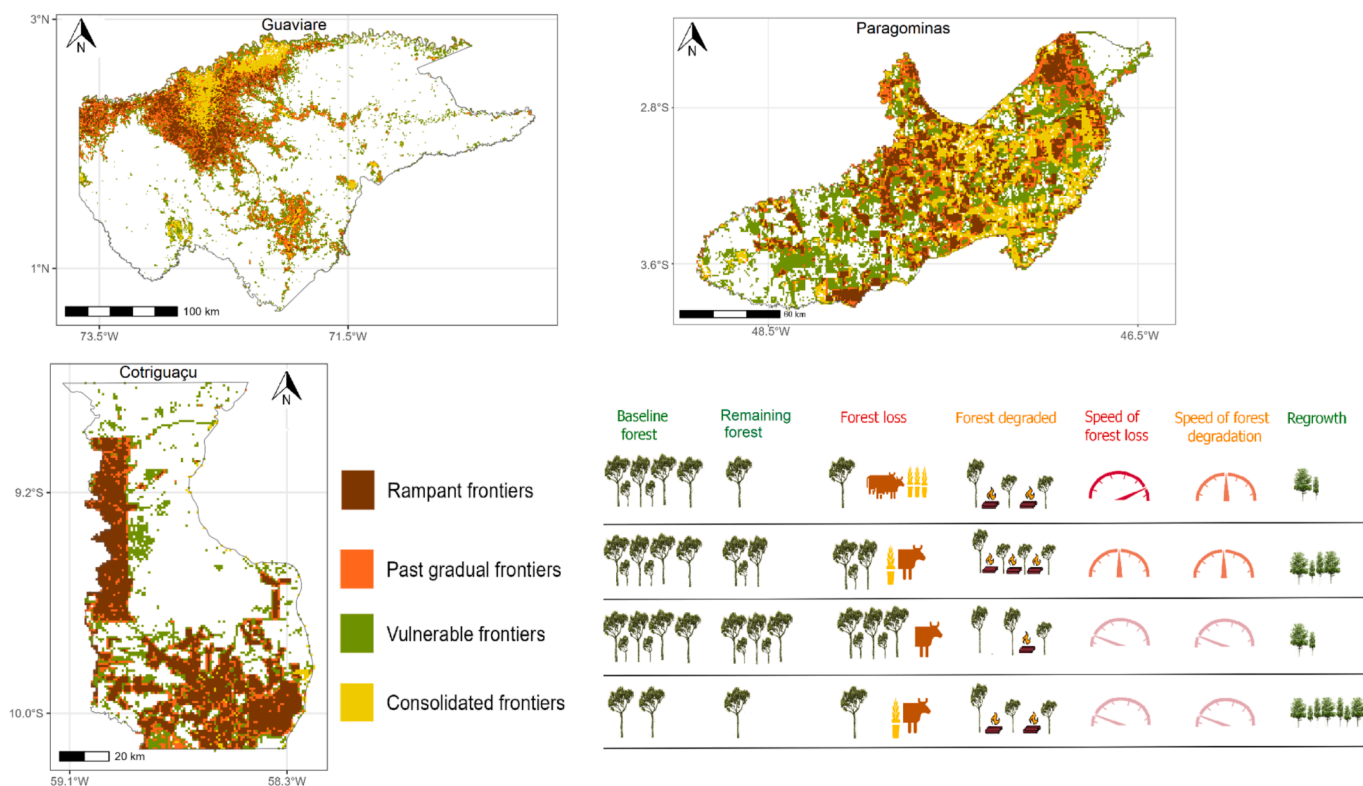 Guaviare
3°N
N
1°N
100 km
73.5°W
71.5°W
Paragominas
N
2.8°S
3.6°S
60 km
48.5°W
46.5°W
Cotriguaçu
N
9.2°S
10.0°S
20 km
59.1°W
58.3°W
Rampant frontiers
Past gradual frontiers
Vulnerable frontiers
Consolidated frontiers
Baseline
forest
Remaining
forest
Forest loss
Forest degraded
Speed of
forest loss
Speed of forest
degradation
Regrowth